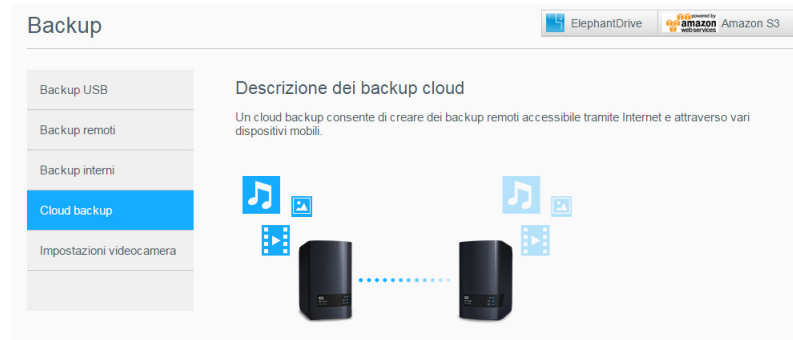 Backup
ElephantDrive
powered by
amazon
web services
Amazon S3
Backup USB
Backup remoti
Backup interni
Cloud backup
Impostazioni videocamera
Descrizione dei backup cloud
Un cloud backup consente di creare dei backup remoti accessibile tramite Internet e attraverso vari
dispositivi mobili.